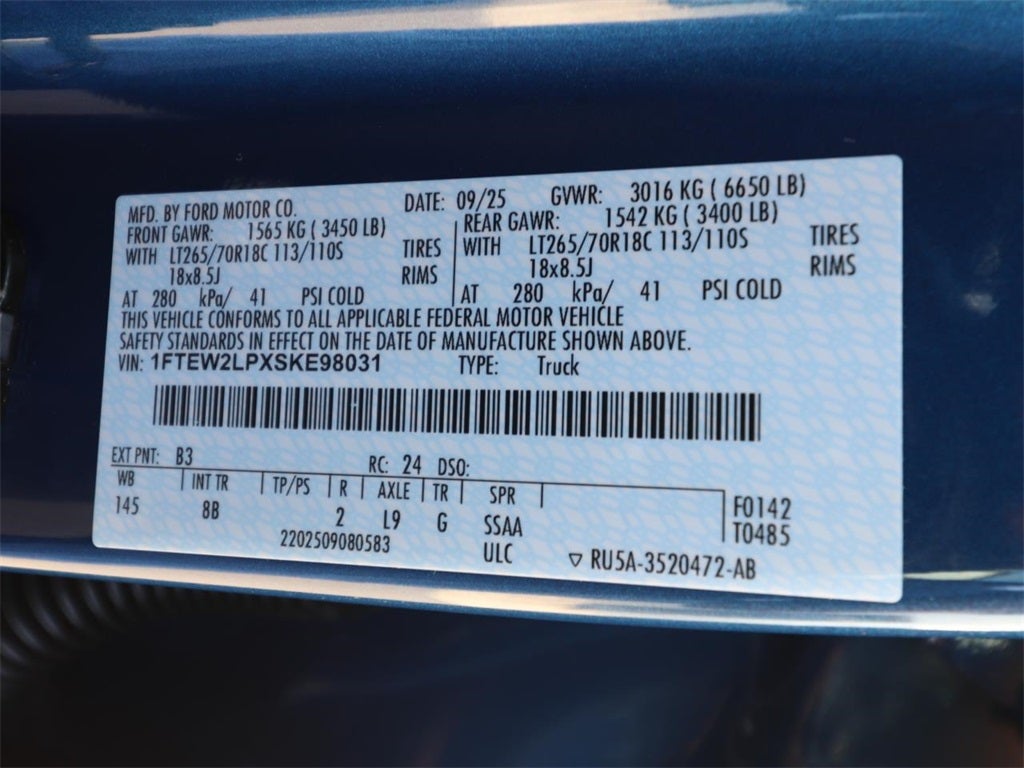 MFD. BY FORD MOTOR CO. DATE: 09/25 GVWR: 3016 KG ( 6650 LB)
FRONT GAWR: 1565 KG ( 3450 LB) REAR GAWR: 1542 KG ( 3400 LB)
WITH LT265/70R18C 113/110S TIRES WITH LT265/70R18C 113/110S TIRES
18x8.5J RIMS 18x8.5J RIMS
AT 280 kPa/ 41 PSI COLD AT 280 kPa/ 41 PSI COLD
THIS VEHICLE CONFORMS TO ALL APPLICABLE FEDERAL MOTOR VEHICLE
SAFETY STANDARDS IN EFFECT ON THE DATE OF MANUFACTURE SHOWN ABOVE.
VIN: 1FTEW2LPXSKE98031 TYPE: Truck
EXT PNT: B3 RC: 24 DSO:
WB INT TR TP/PS R AXLE TR SPR F0142
145 8B 2 L9 G SSAA T0485
2202509080583 ULC ▽ RU5A-3520472-AB